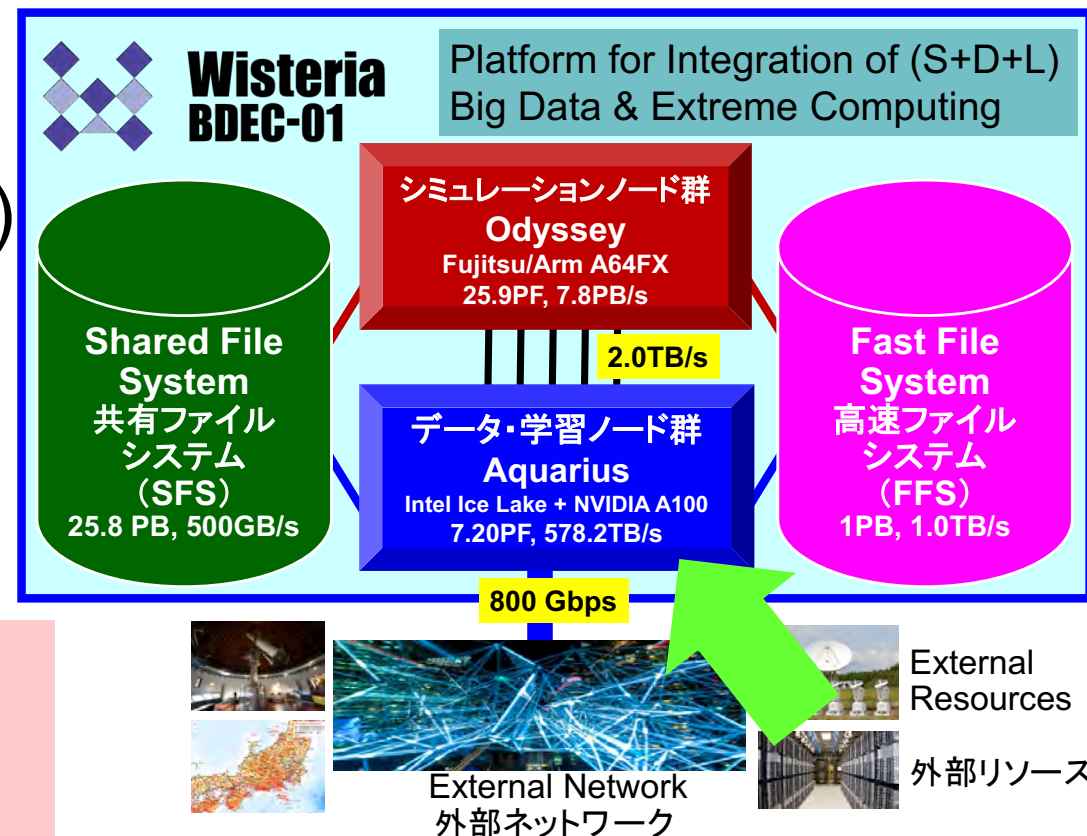 Wisteria
BDEC-01
Platform for Integration of (S+D+L)
Big Data & Extreme Computing
)
シミュレーションノード群
Odyssey
Fujitsu/Arm A64FX
25.9PF, 7.8PB/s
Shared File
System
共有ファイル
システム
(SFS)
25.8 PB, 500GB/s
2.0TB/s
Fast File
System
高速ファイル
システム
(FFS)
1PB, 1.0TB/s
データ・学習ノード群
Aquarius
Intel Ice Lake + NVIDIA A100
7.20PF, 578.2TB/s
800 Gbps
External
Resources
外部リソース
External Network
外部ネットワーク